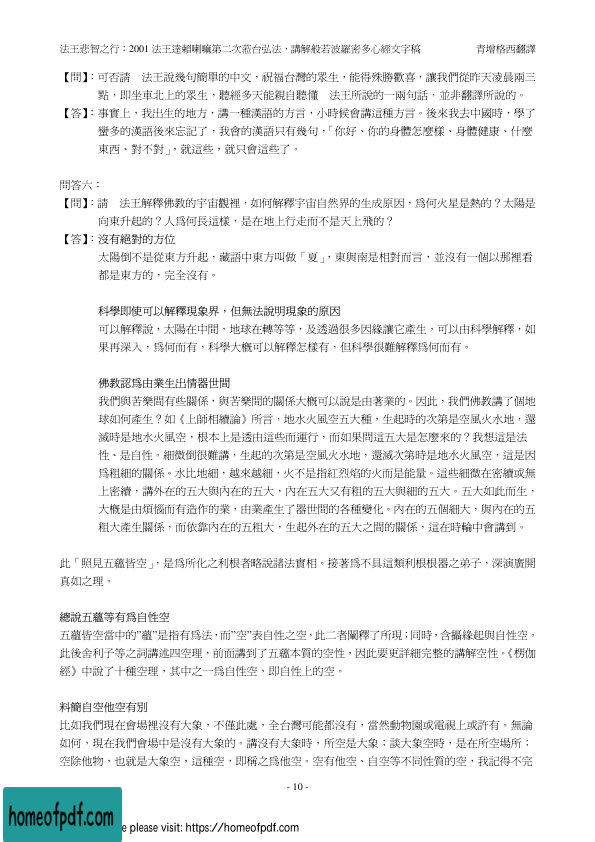 法王悲智之行：2001 法王達賴喇嘛第二次蒞台弘法，講解般若波羅密多心經文字稿 青增格西翻譯
【問】：可否請　法王說幾句簡單的中文，祝福台灣的眾生，能得殊勝歡喜，讓我們從昨天凌晨兩三
點，即坐車北上的眾生，聽經多天能親自聽懂　法王所說的一兩句話，並非翻譯所說的。
【答】：事實上，我出生的地方，講一種漢語的方言，小時候會講這種方言。後來我去中國時，學了
蠻多的漢語後來忘記了，我會的漢語只有幾句，「你好、你的身體怎麼樣、身體健康、什麼
東西、對不對」，就這些，就只會這些了。
問答六：
【問】：請　法王解釋佛教的宇宙觀裡，如何解釋宇宙自然界的生成原因，為何火星是熱的？太陽是
向東升起的？人為何長這樣，是在地上行走而不是天上飛的？
【答】：沒有絕對的方位
太陽倒不是從東方升起，藏語中東方叫做「夏」，東與南是相對而言，並沒有一個以那裡看
都是東方的，完全沒有。
科學即使可以解釋現象界，但無法說明現象的原因
可以解釋說，太陽在中間，地球在轉等等，及透過很多因緣讓它產生，可以由科學解釋，如
果再深入，為何而有，科學大概可以解釋怎樣有，但科學很難解釋為何而有。
佛教認為由業生出情器世間
我們與苦樂間有些關係，與苦樂間的關係大概可以說是由著業的。因此，我們佛教講了個地
球如何產生？如《上師相續論》所言，地水火風空五大種，生起時的次第是空風火水地，還
滅時是地水火風空，根本上是透由這些而運行，而如果問這五大是怎麼來的？我想這是法
性、是自性。細微倒很難講，生起的次第是空風火水地，還滅次第時是地水火風空，這是因
為粗細的關係。水比地細，越來越細，火不是指紅烈焰的火而是能量。這些細微在密續或無
上密續，講外在的五大與內在的五大，內在五大又有粗的五大與細的五大。五大如此而生，
大概是由煩惱而有造作的業，由業產生了器世間的各種變化。內在的五個細大，與內在的五
粗大產生關係，而依靠內在的五粗大，生起外在的五大之間的關係，這在時輪中會講到。
此「照見五蘊皆空」，是為所化之利根者略說諸法實相。接著為不具這類利根根器之弟子，深演廣開
真如之理。
總說五蘊等有為自性空
五蘊皆空當中的”蘊”是指有為法，而”空”表自性之空，此二者闡釋了所現；同時，含攝緣起與自性空。
此後舍利子等之詞講述四空理，前面講到了五蘊本質的空性，因此要更詳細完整的講解空性。《楞伽
經》中說了十種空理，其中之一為自性空，即自性上的空。
料簡自空他空有別
比如我們現在會場裡沒有大象，不僅此處，全台灣可能都沒有，當然動物園或電視上或許有。無論
如何，現在我們會場中是沒有大象的。講沒有大象時，所空是大象；談大象空時，是在所空場所；
空除他物，也就是大象空，這種空，即稱之為他空。空有他空、自空等不同性質的空，我記得不完
- 10 -
homeofpdf.com
e please visit: https://homeofpdf.com